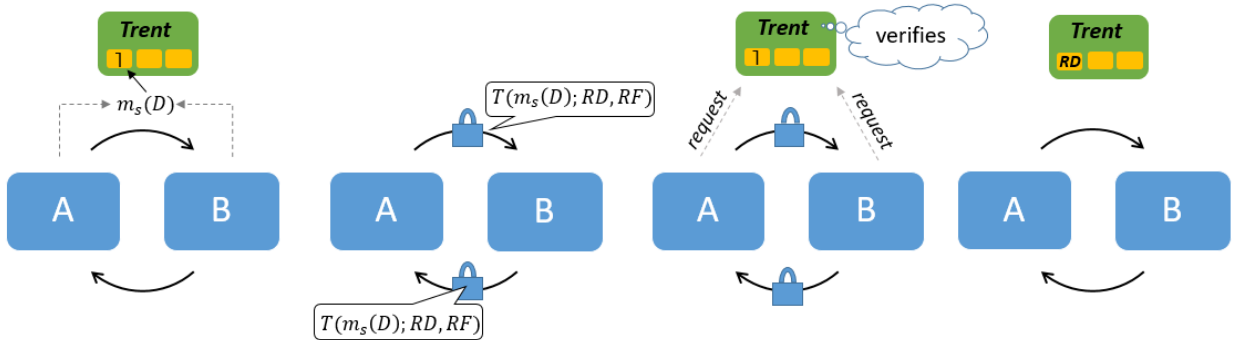 Trent
1
m_s(D)
A
B
T(m_s(D); RD, RF)
A
B
T(m_s(D); RD, RF)
Trent
1
verifies
request
request
A
B
Trent
RD
A
B